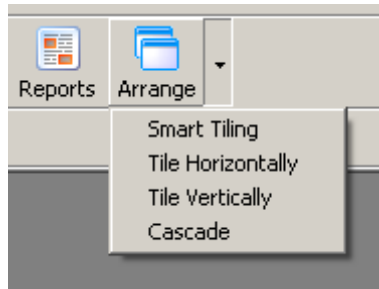 Reports Arrange
Smart Tiling
Tile Horizontally
Tile Vertically
Cascade